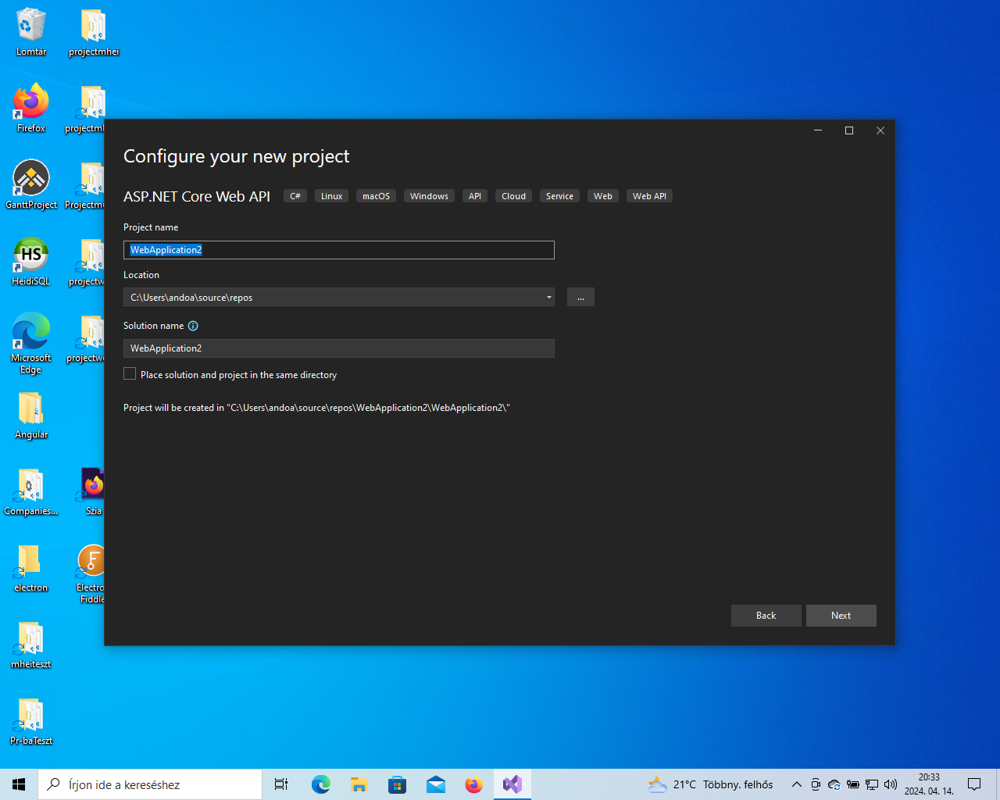 Lomtár
projectmhei
Firefox
projectml
GanttProject
Projectmu
HS
HeidiSQL
projectw
Microsoft
Edge
projectwe
Angular
Companies...
Szia
electron
Electro
Fiddle
mheiteszt
Pr-baTeszt
Configure your new project
ASP.NET Core Web API C# Linux macOS Windows API Cloud Service Web Web API
Project name
WebApplication2
Location
C:\Users\andoa\source\repos
...
Solution name
WebApplication2
Place solution and project in the same directory
Project will be created in "C:\Users\andoa\source\repos\WebApplication2\WebApplication2\"
Back Next
Írjon ide a kereséshez
21°C Többny. felhős
20:33
2024. 04. 14.